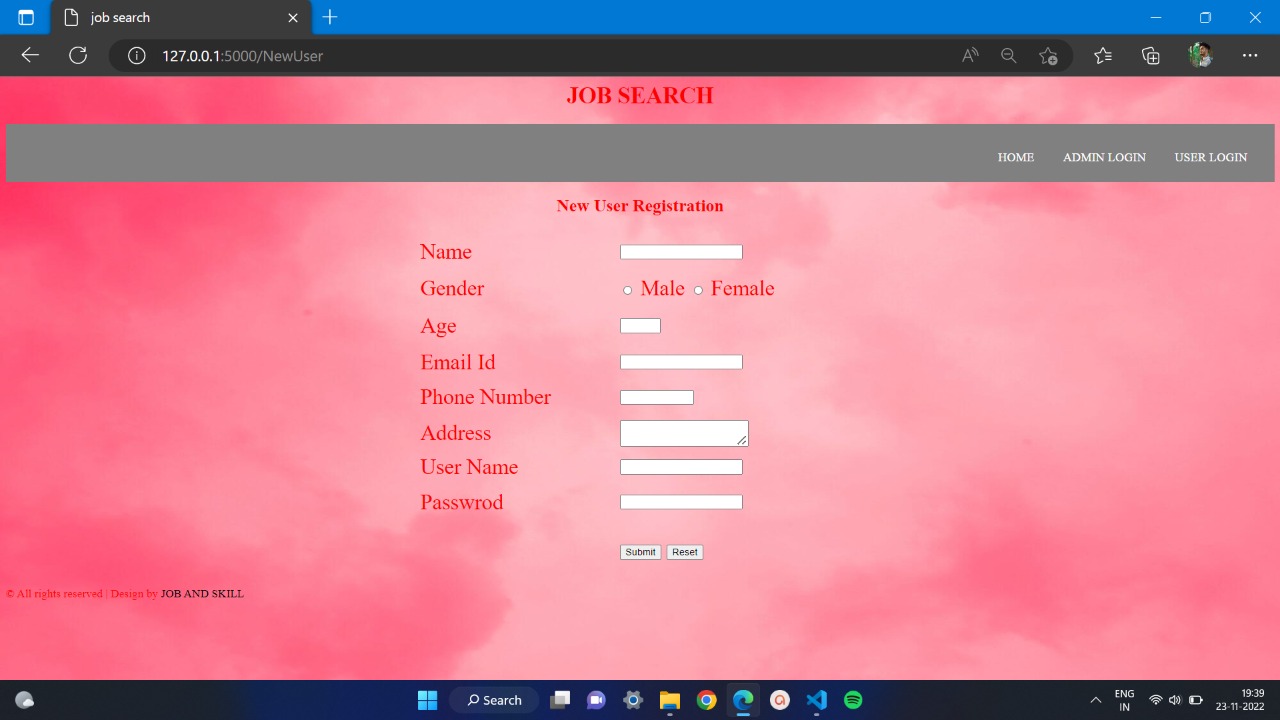 job search
127.0.0.1:5000/NewUser
JOB SEARCH
HOME ADMIN LOGIN USER LOGIN
New User Registration
Name
Gender Male Female
Age
Email Id
Phone Number
Address
User Name
Passwrod
Submit Reset
© All rights reserved | Design by JOB AND SKILL
Search
ENG 19:39
IN 23-11-2022